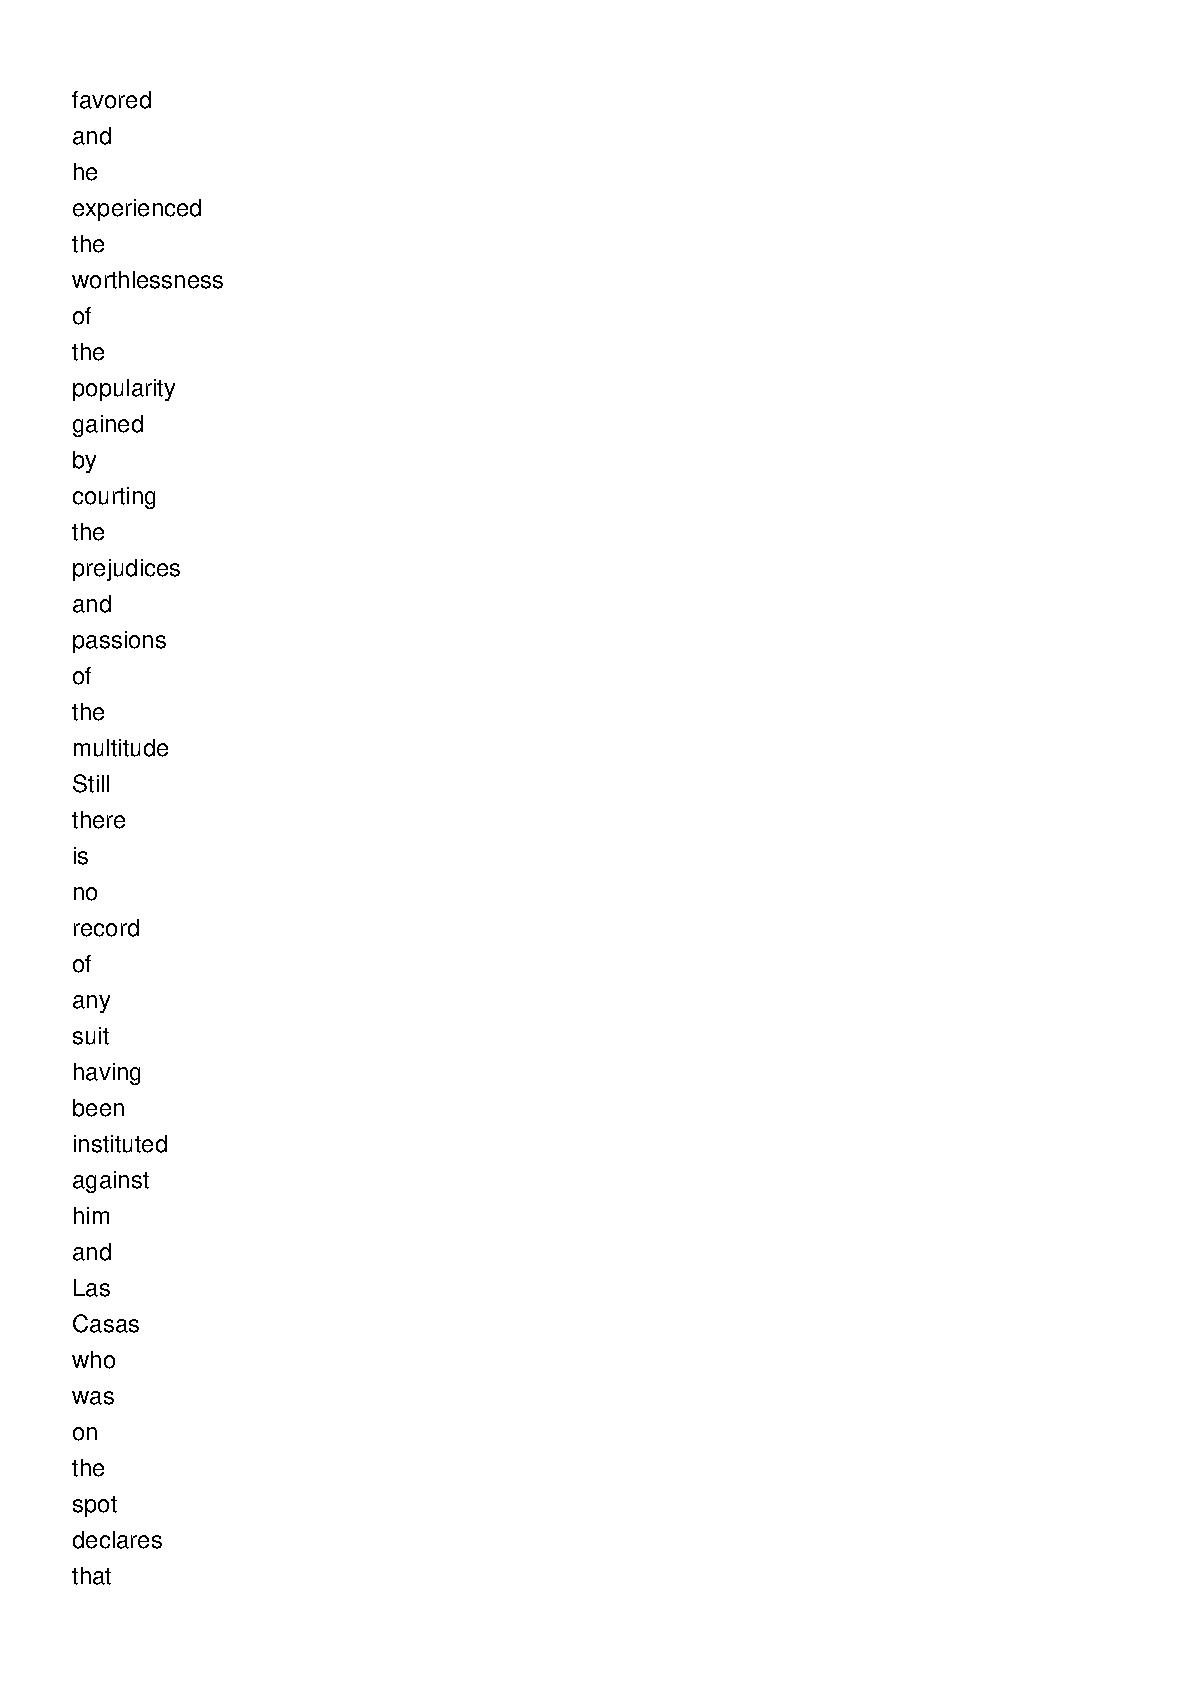 favored
and
he
experienced
the
worthlessness
of
the
popularity
gained
by
courting
the
prejudices
and
passions
of
the
multitude
Still
there
is
no
record
of
any
suit
having
been
instituted
against
him
and
Las
Casas
who
was
on
the
spot
declares
that